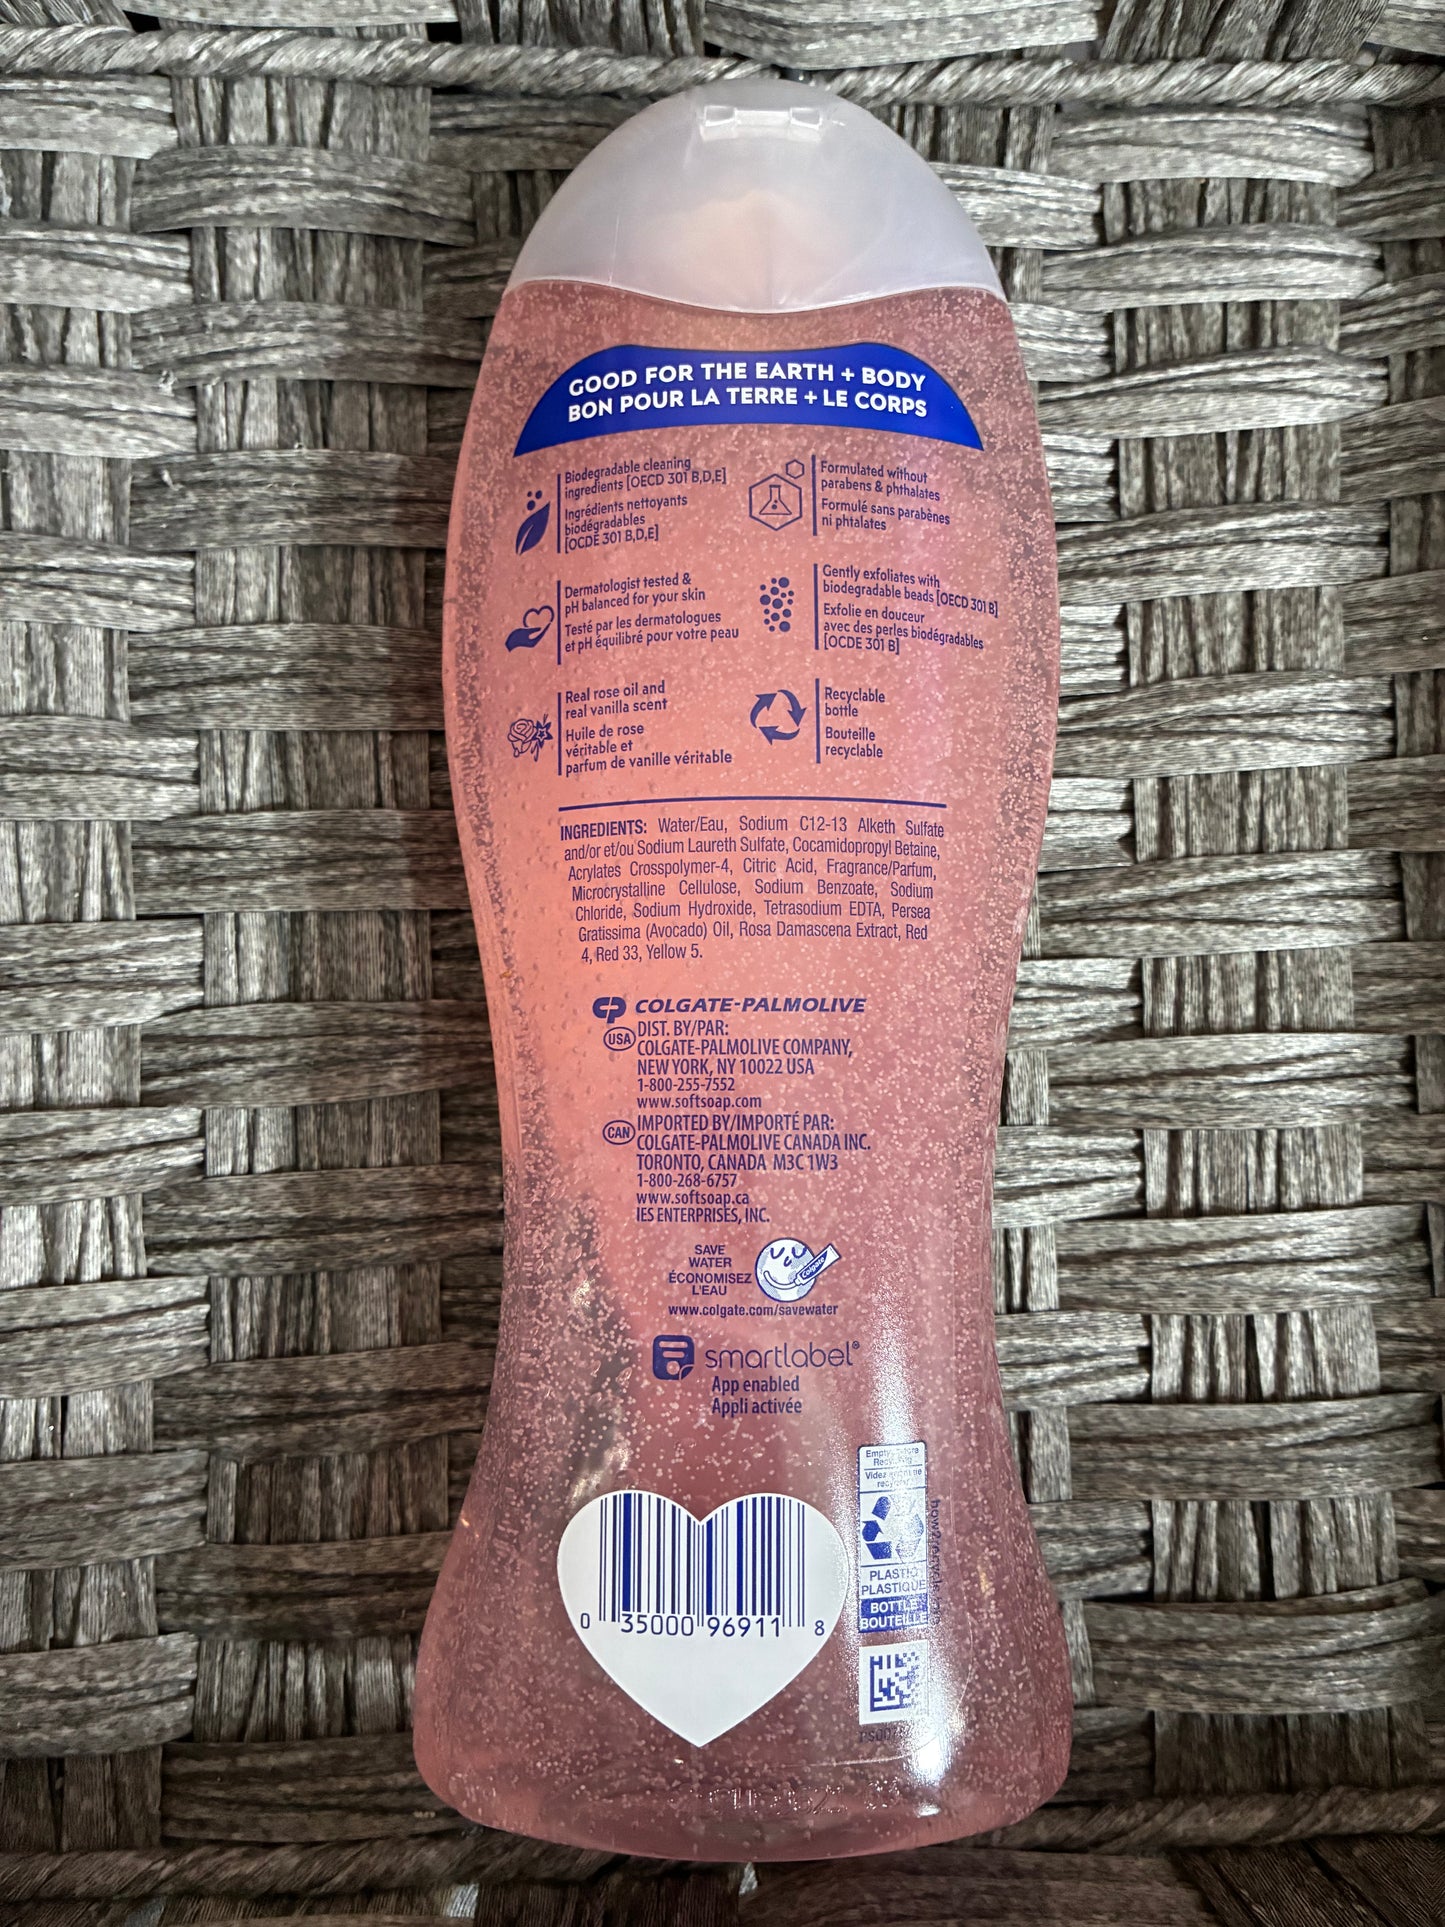 GOOD FOR THE EARTH + BODY
BON POUR LA TERRE + LE CORPS
Biodegradable cleaning
ingredients [OECD 301 B,D,E]
Ingrédients nettoyants
biodégradables
[OCDE 301 B,D,E]
Formulated without
parabens & phthalates
Formulé sans parabènes
ni phtalates
Dermatologist tested &
pH balanced for your skin
Testé par les dermatologues
et pH équilibré pour votre peau
Gently exfoliates with
biodegradable beads [OECD 301 B]
Exfolie en douceur
avec des perles biodégradables
[OCDE 301 B]
Real rose oil and
real vanilla scent
Huile de rose
véritable et
parfum de vanille véritable
Recyclable
bottle
Bouteille
recyclable
INGREDIENTS: Water/Eau, Sodium C12-13 Alketh Sulfate
and/or et/ou Sodium Laureth Sulfate, Cocamidopropyl Betaine,
Acrylates Crosspolymer-4, Citric Acid, Fragrance/Parfum,
Microcrystalline Cellulose, Sodium Benzoate, Sodium
Chloride, Sodium Hydroxide, Tetrasodium EDTA, Persea
Gratissima (Avocado) Oil, Rosa Damascena Extract, Red
4, Red 33, Yellow 5.
CP COLGATE-PALMOLIVE
USA DIST. BY/PAR:
COLGATE-PALMOLIVE COMPANY,
NEW YORK, NY 10022 USA
1-800-255-7552
www.softsoap.com
CAN IMPORTED BY/IMPORTÉ PAR:
COLGATE-PALMOLIVE CANADA INC.
TORONTO, CANADA M3C 1W3
1-800-268-6757
www.softsoap.ca
IES ENTERPRISES, INC.
SAVE
WATER
ÉCONOMISEZ
L'EAU
Colgate
www.colgate.com/savewater
smartlabel®
App enabled
Appli activée
Empty
Videz
PLASTIC
PLASTIQUE
BOTTLE
BOUTEILLE
0 35000 96911 8